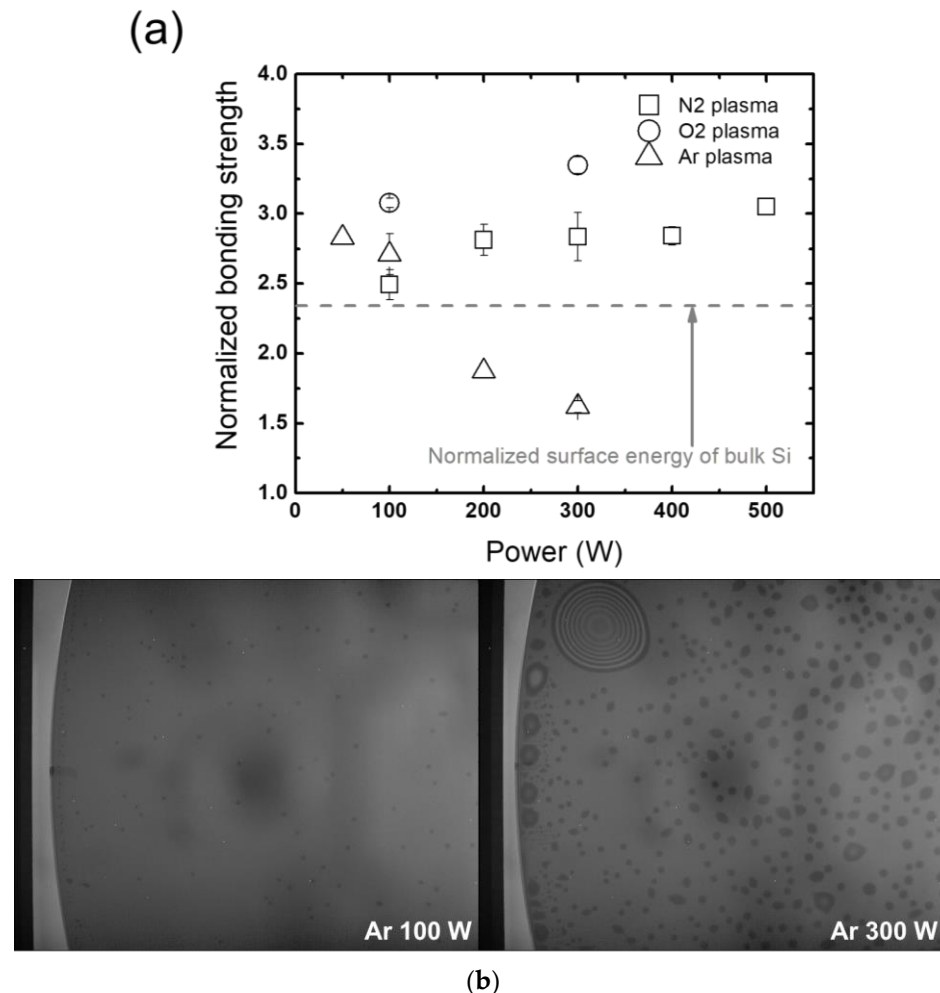 (a)
4.0
3.5
3.0
2.5
2.0
1.5
1.0
Normalized bonding strength
N2 plasma
O2 plasma
Ar plasma
Normalized surface energy of bulk Si
0 100 200 300 400 500
Power (W)
Ar 100 W
Ar 300 W
(b)